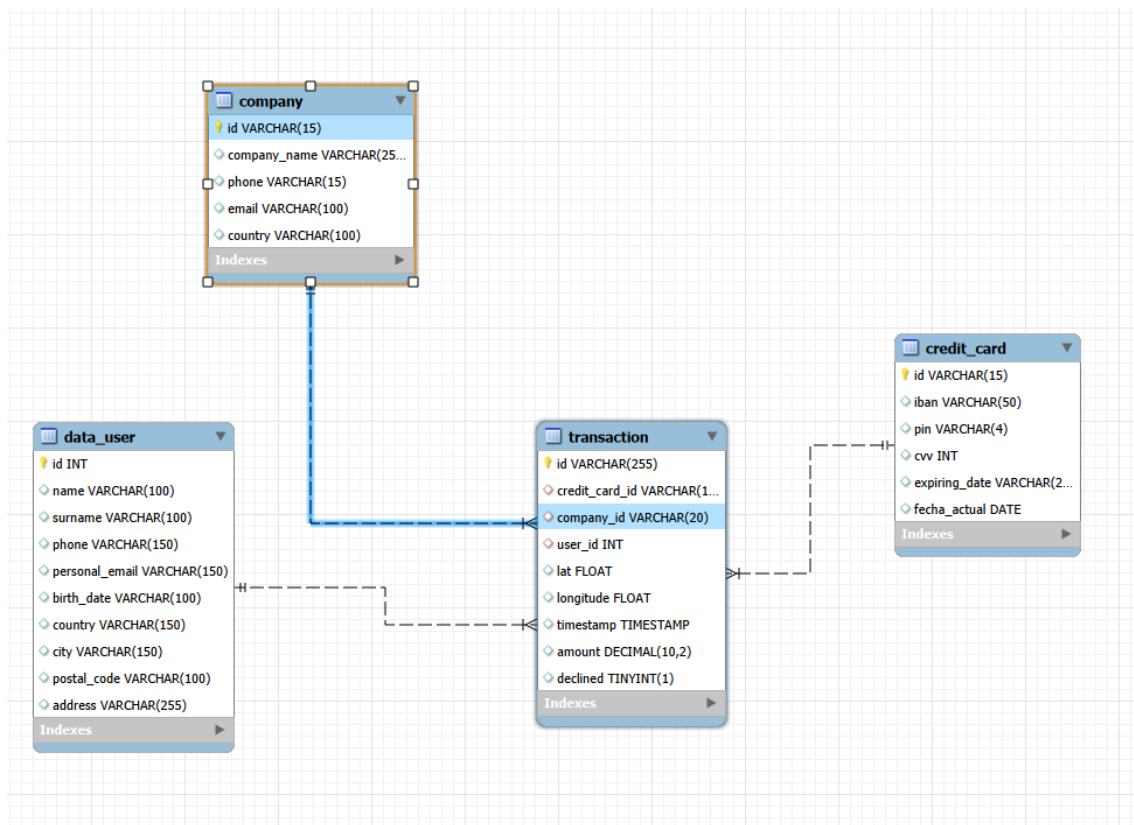 company
id VARCHAR(15)
company_name VARCHAR(25...
phone VARCHAR(15)
email VARCHAR(100)
country VARCHAR(100)
Indexes
data_user
id INT
name VARCHAR(100)
surname VARCHAR(100)
phone VARCHAR(150)
personal_email VARCHAR(150)
birth_date VARCHAR(100)
country VARCHAR(150)
city VARCHAR(150)
postal_code VARCHAR(100)
address VARCHAR(255)
Indexes
transaction
id VARCHAR(255)
credit_card_id VARCHAR(1...
company_id VARCHAR(20)
user_id INT
lat FLOAT
longitude FLOAT
timestamp TIMESTAMP
amount DECIMAL(10,2)
declined TINYINT(1)
Indexes
credit_card
id VARCHAR(15)
iban VARCHAR(50)
pin VARCHAR(4)
cvv INT
expiring_date VARCHAR(2...
fecha_actual DATE
Indexes